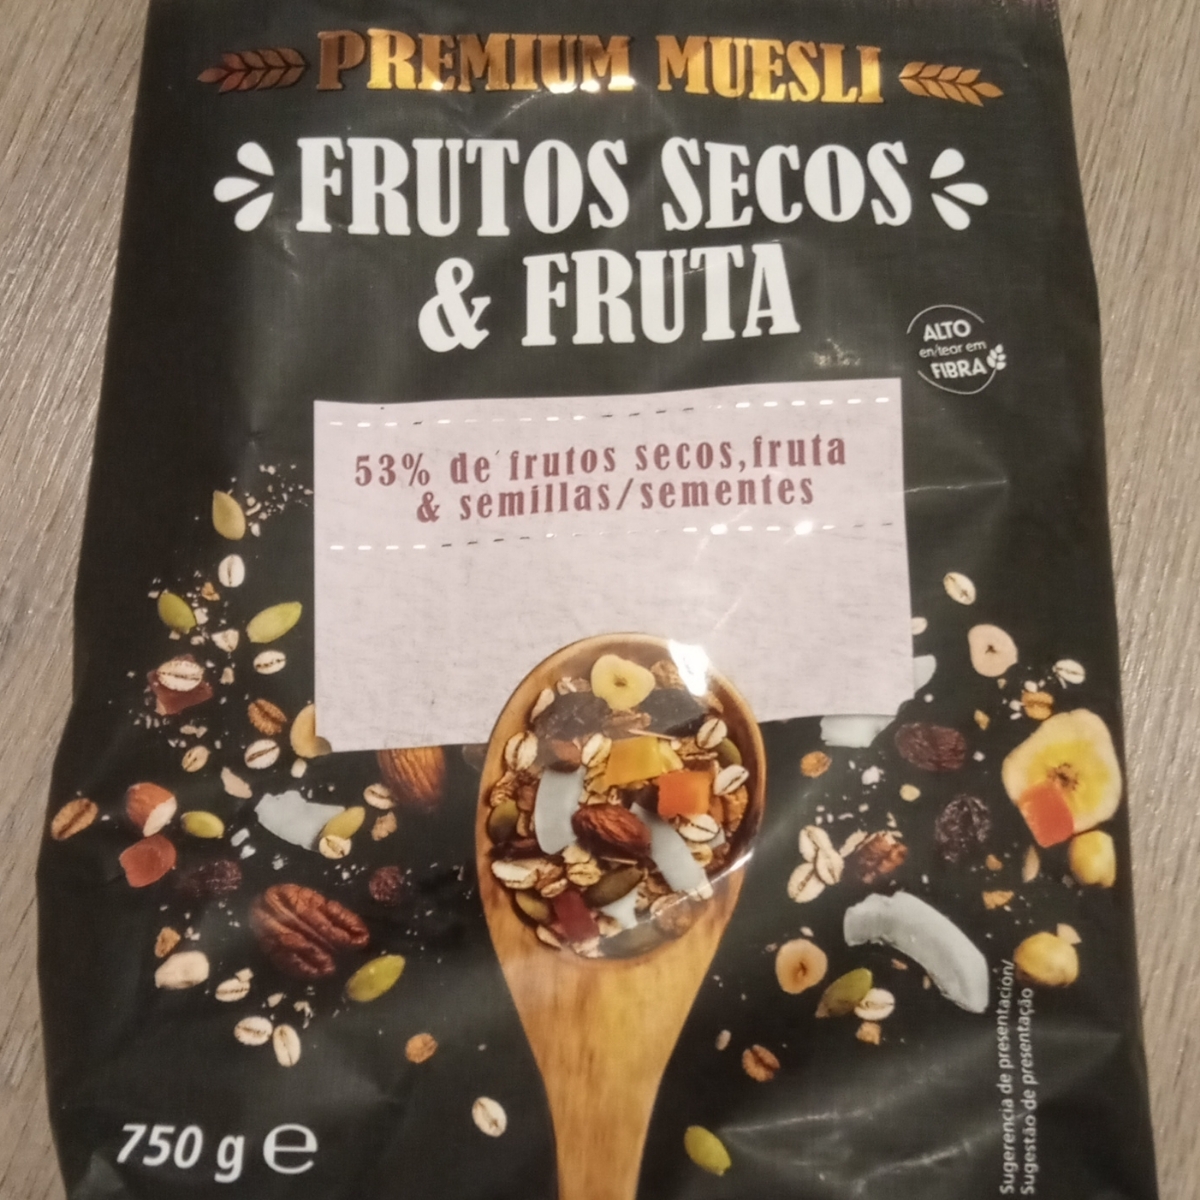 PREMIUM MUESLI
FRUTOS SECOS
& FRUTA
ALTO
en/teor em
FIBRA
53% de frutos secos, fruta
& semillas/sementes
Sugerencia de presentación/
Sugestão de presentação
750 g e